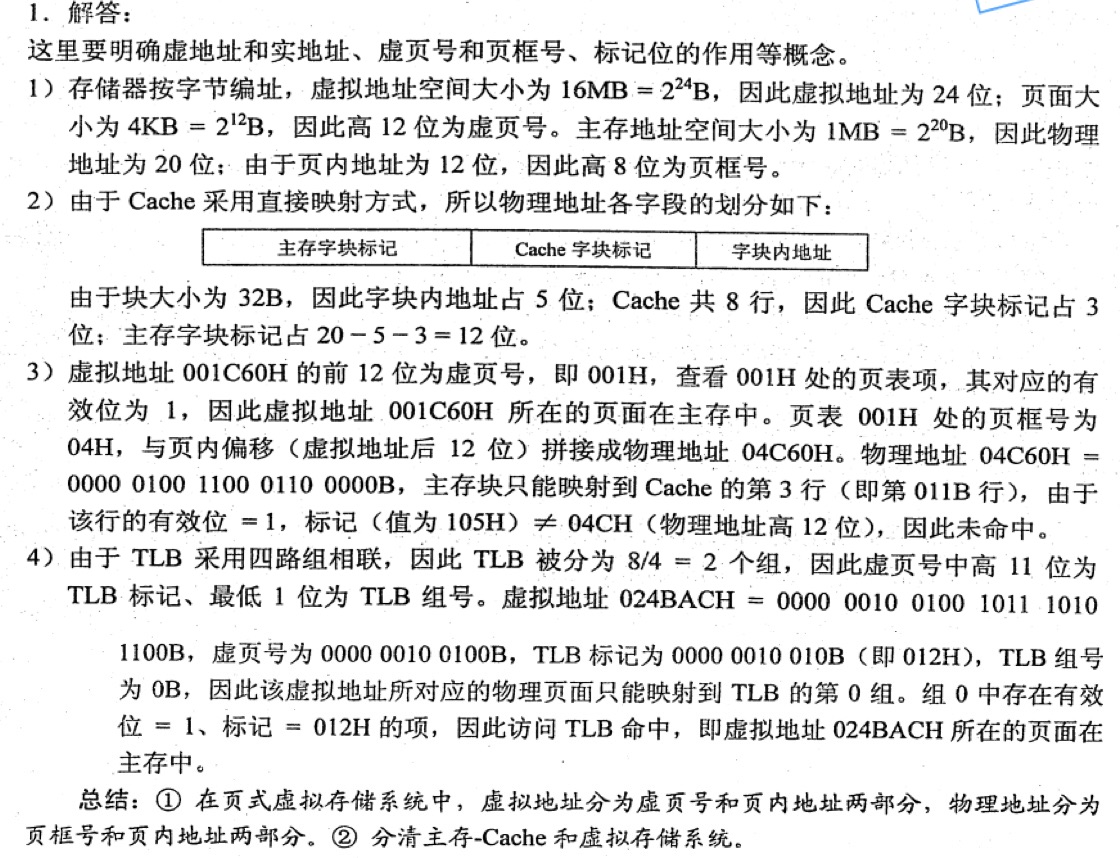 1．解答：
这里要明确虚地址和实地址、虚页号和页框号、标记位的作用等概念。
1）存储器按字节编址，虚拟地址空间大小为 16MB = 2²⁴B，因此虚拟地址为 24 位；页面大
小为 4KB = 2¹²B，因此高 12 位为虚页号。主存地址空间大小为 1MB = 2²⁰B，因此物理
地址为 20 位；由于页内地址为 12 位，因此高 8 位为页框号。
2）由于 Cache 采用直接映射方式，所以物理地址各字段的划分如下：
主存字块标记 Cache 字块标记 字块内地址
由于块大小为 32B，因此字块内地址占 5 位；Cache 共 8 行，因此 Cache 字块标记占 3
位；主存字块标记占 20－5－3 = 12 位。
3）虚拟地址 001C60H 的前 12 位为虚页号，即 001H，查看 001H 处的页表项，其对应的有
效位为 1，因此虚拟地址 001C60H 所在的页面在主存中。页表 001H 处的页框号为
04H，与页内偏移（虚拟地址后 12 位）拼接成物理地址 04C60H。物理地址 04C60H =
0000 0100 1100 0110 0000B，主存块只能映射到 Cache 的第 3 行（即第 011B 行），由于
该行的有效位 =1，标记（值为 105H）≠ 04CH（物理地址高 12 位），因此未命中。
4）由于 TLB 采用四路组相联，因此 TLB 被分为 8/4 = 2 个组，因此虚页号中高 11 位为
TLB 标记、最低 1 位为 TLB 组号。虚拟地址 024BACH = 0000 0010 0100 1011 1010
1100B，虚页号为 0000 0010 0100B，TLB 标记为 0000 0010 010B（即 012H），TLB 组号
为 0B，因此该虚拟地址所对应的物理页面只能映射到 TLB 的第 0 组。组 0 中存在有效
位 = 1、标记 = 012H 的项，因此访问 TLB 命中，即虚拟地址 024BACH 所在的页面在
主存中。
总结：① 在页式虚拟存储系统中，虚拟地址分为虚页号和页内地址两部分，物理地址分为
页框号和页内地址两部分。② 分清主存-Cache 和虚拟存储系统。